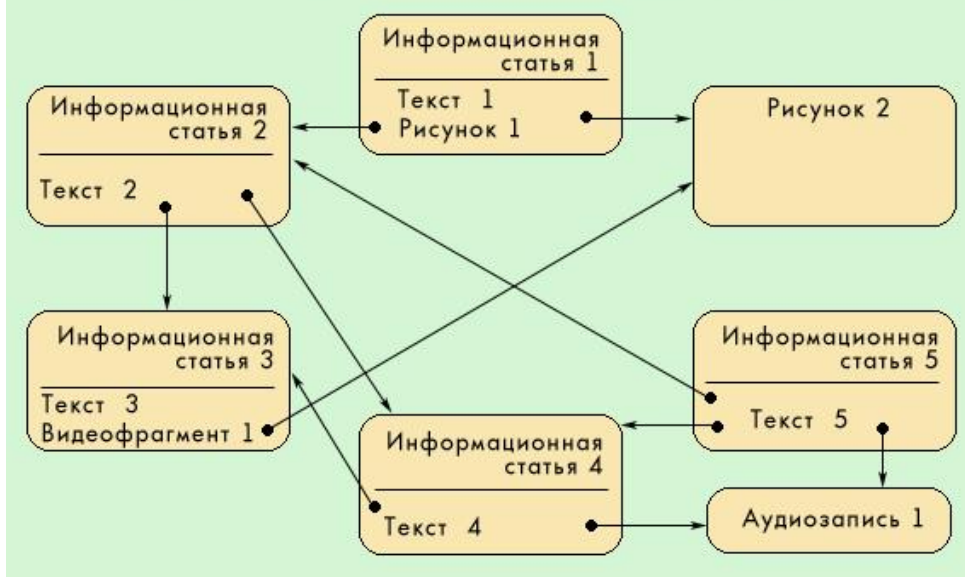 Информационная
статья 1
Текст 1
Рисунок 1
Информационная
статья 2
Текст 2
Рисунок 2
Информационная
статья 3
Текст 3
Видеофрагмент 1
Информационная
статья 4
Текст 4
Информационная
статья 5
Текст 5
Аудиозапись 1